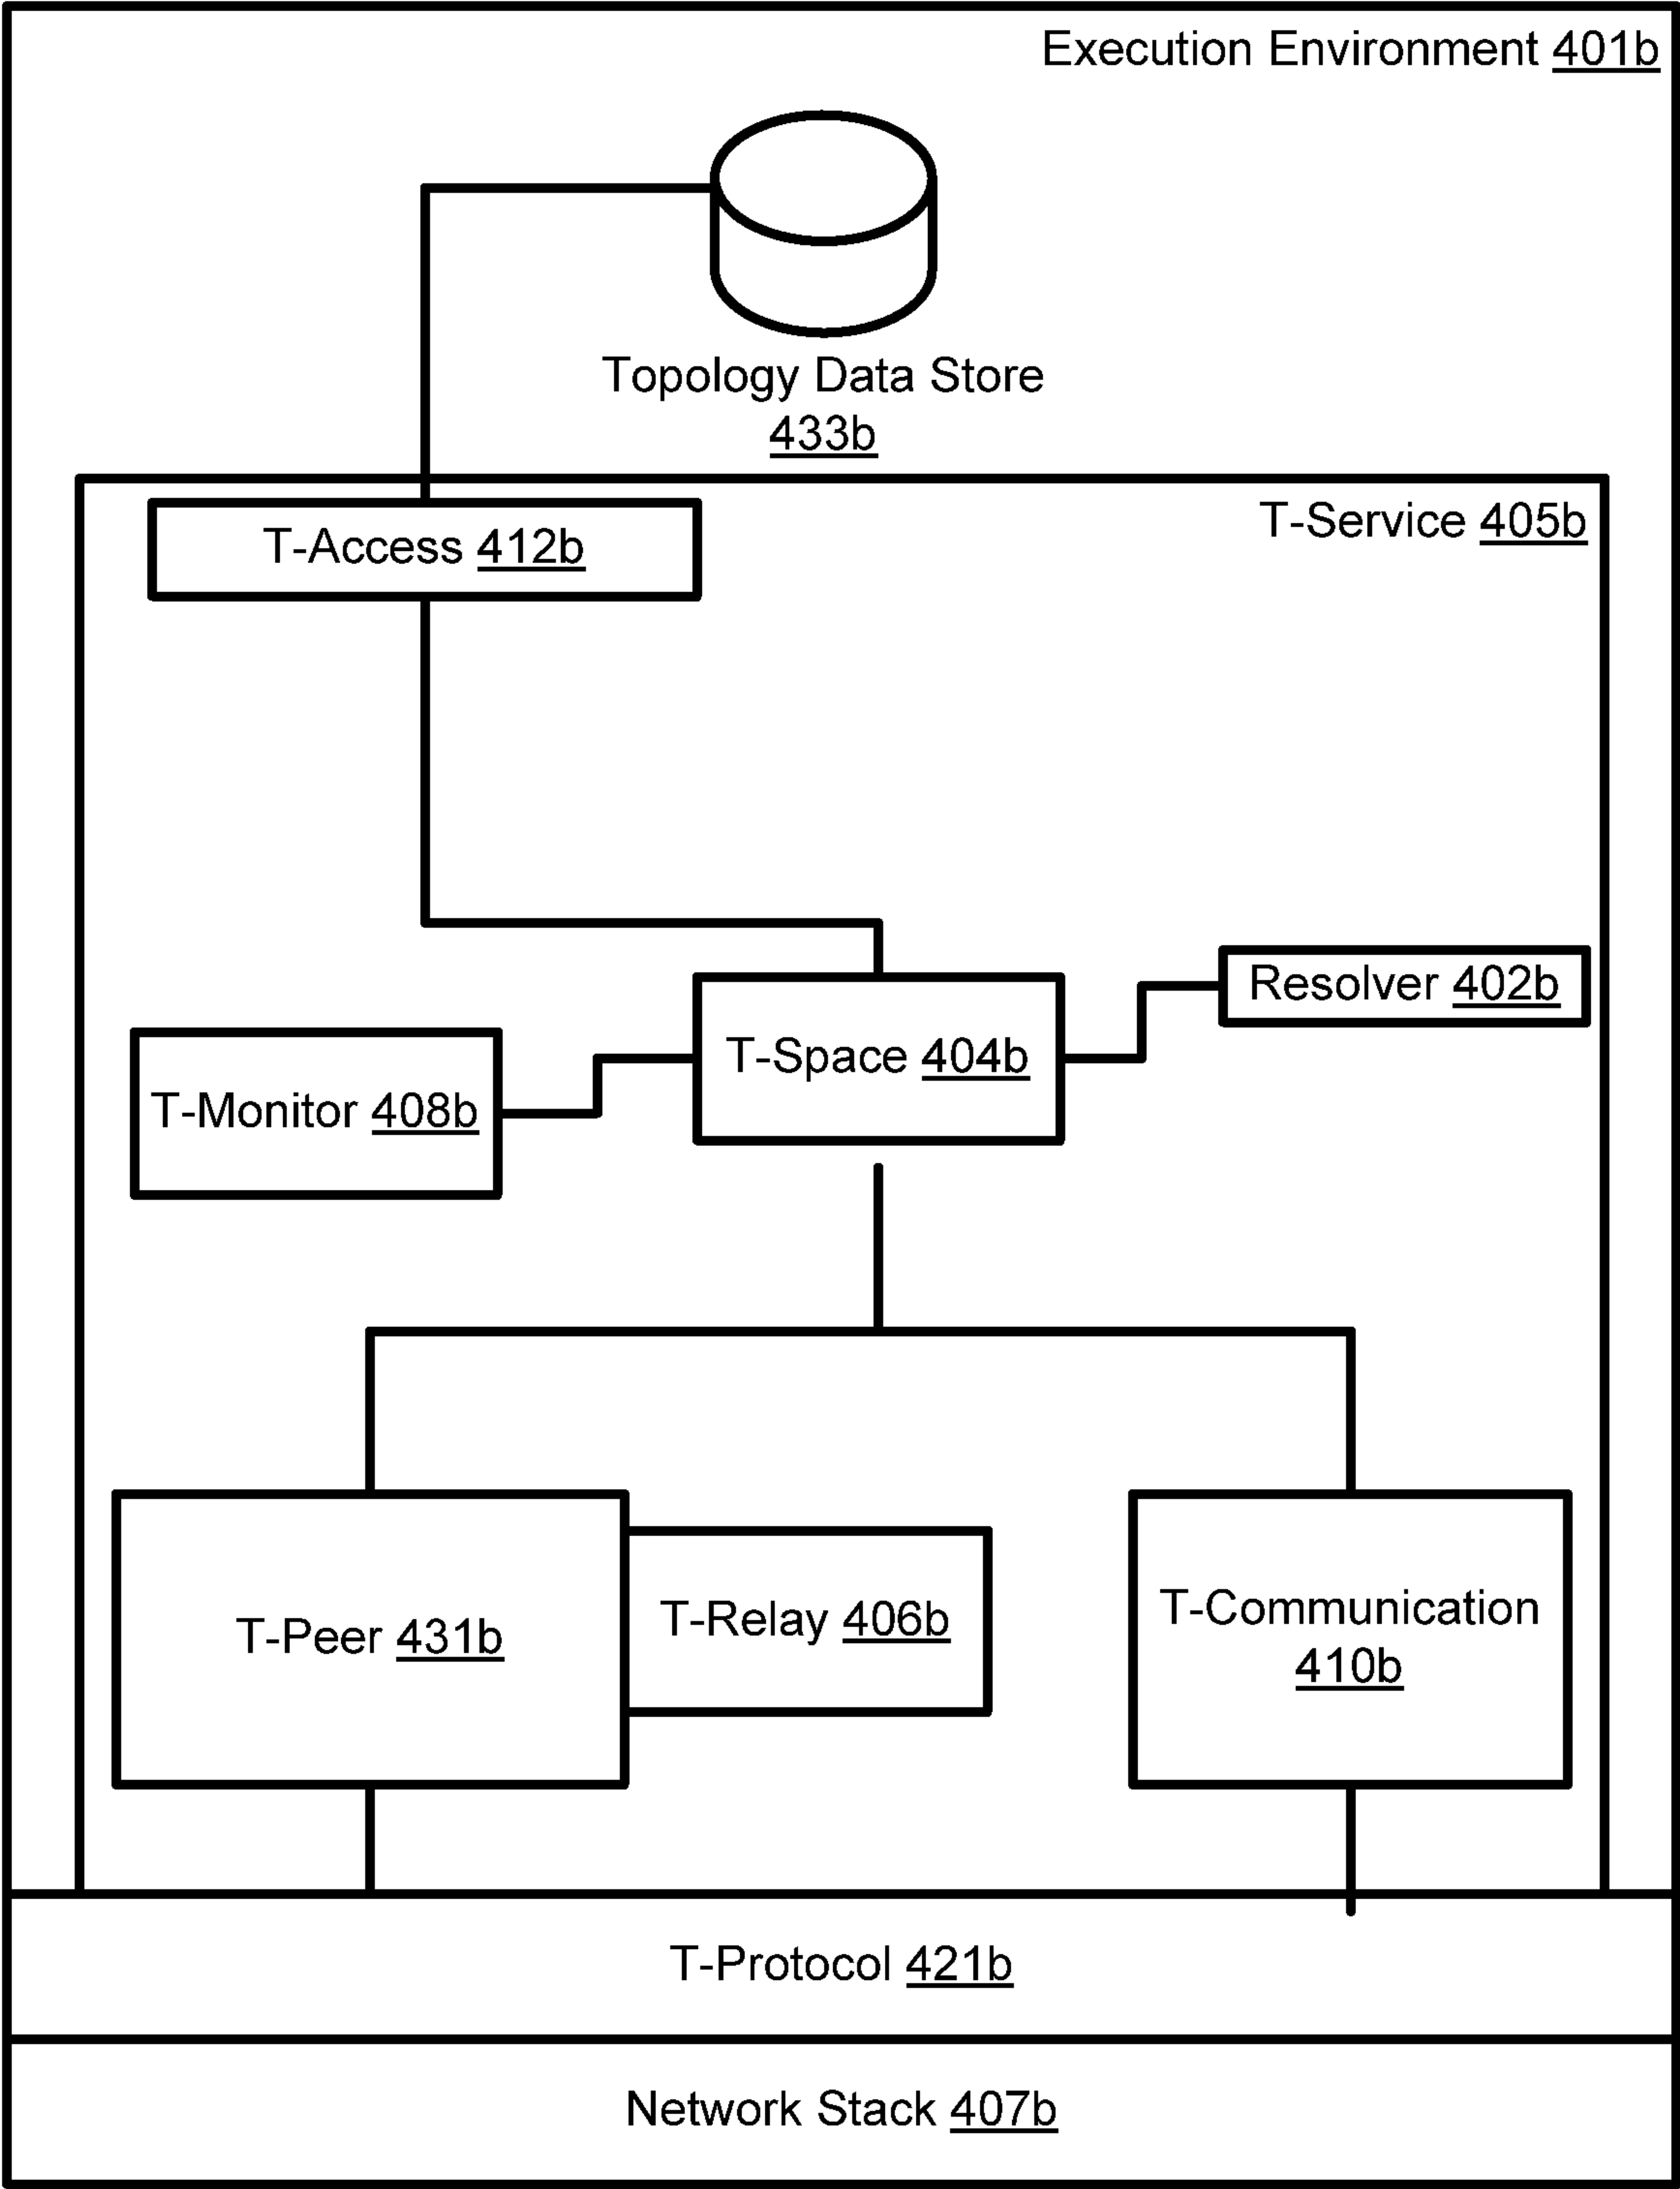 Execution Environment 401b
Topology Data Store
433b
T-Service 405b
T-Access 412b
Resolver 402b
T-Space 404b
T-Monitor 408b
T-Peer 431b
T-Relay 406b
T-Communication
410b
T-Protocol 421b
Network Stack 407b